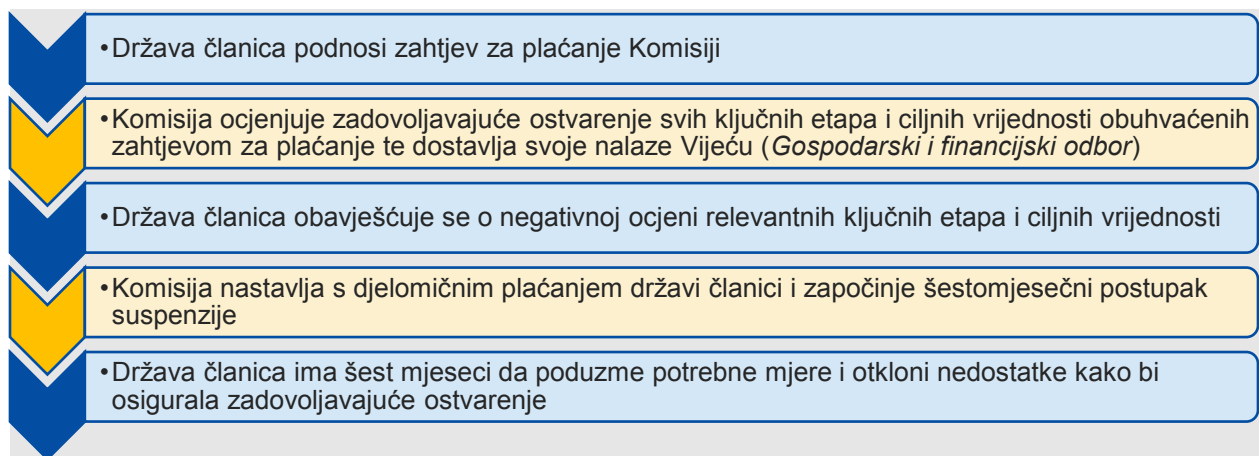 •Država članica podnosi zahtjev za plaćanje Komisiji
•Komisija ocjenjuje zadovoljavajuće ostvarenje svih ključnih etapa i ciljnih vrijednosti obuhvaćenih
zahtjevom za plaćanje te dostavlja svoje nalaze Vijeću (Gospodarski i financijski odbor)
•Država članica obavješćuje se o negativnoj ocjeni relevantnih ključnih etapa i ciljnih vrijednosti
•Komisija nastavlja s djelomičnim plaćanjem državi članici i započinje šestomjesečni postupak
suspenzije
•Država članica ima šest mjeseci da poduzme potrebne mjere i otkloni nedostatke kako bi
osigurala zadovoljavajuće ostvarenje